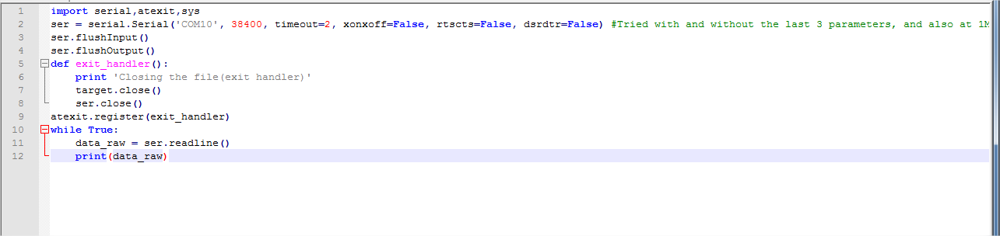 1 import serial,atexit,sys
2 ser = serial.Serial('COM10', 38400, timeout=2, xonxoff=False, rtscts=False, dsrdtr=False) #Tried with and without the last 3 parameters, and also at 1M
3 ser.flushInput()
4 ser.flushOutput()
5 def exit_handler():
6     print 'Closing the file(exit handler)'
7     target.close()
8     ser.close()
9 atexit.register(exit_handler)
10 while True:
11     data_raw = ser.readline()
12     print(data_raw)